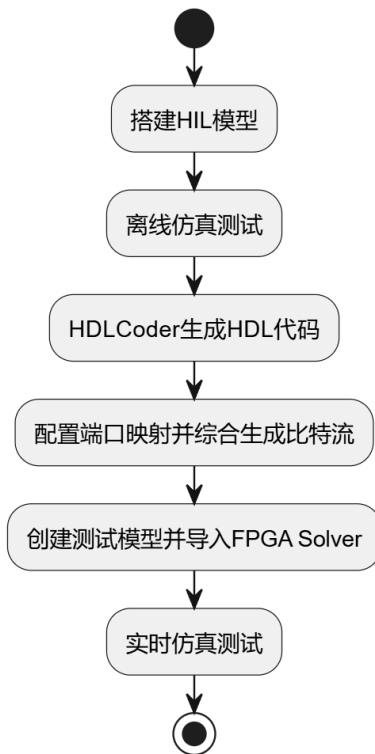 搭建HIL模型
离线仿真测试
HDLCoder生成HDL代码
配置端口映射并综合生成比特流
创建测试模型并导入FPGA Solver
实时仿真测试